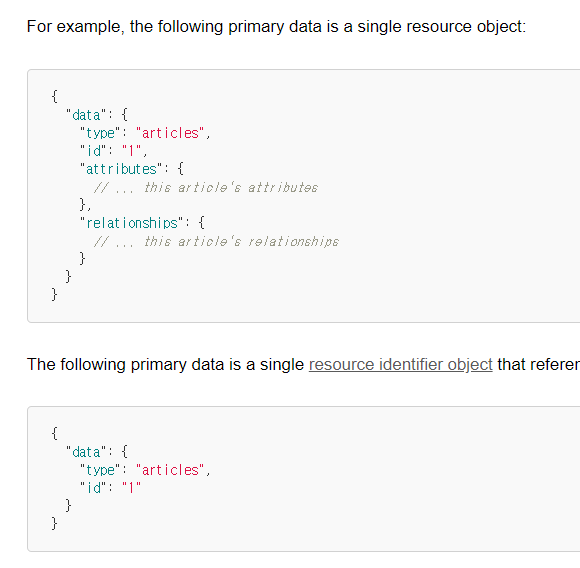 For example, the following primary data is a single resource object:
{
"data": {
"type": "articles",
"id": "1",
"attributes": {
// ... this article's attributes
},
"relationships": {
// ... this article's relationships
}
}
}
The following primary data is a single resource identifier object that refere
{
"data": {
"type": "articles",
"id": "1"
}
}